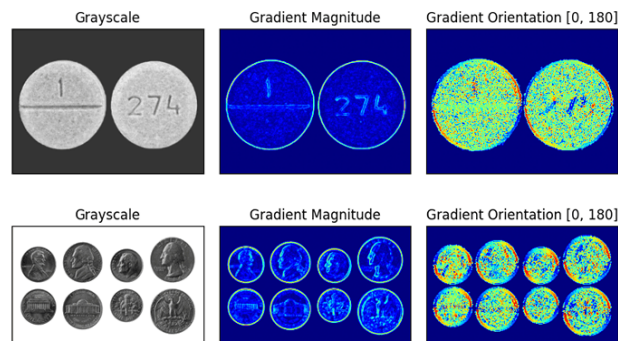 Grayscale
Gradient Magnitude
Gradient Orientation [0, 180]
1
274
1
274
Grayscale
Gradient Magnitude
Gradient Orientation [0, 180]